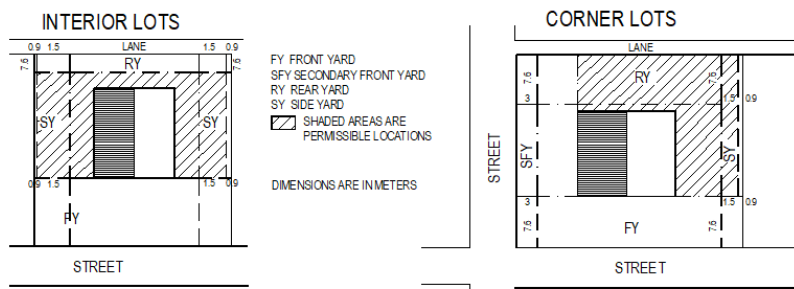 INTERIOR LOTS
0.9 1.5 LANE 1.5 0.9
7.6 RY 7.6
SY SY
0.9 1.5 1.5 0.9
FY
STREET
FY FRONT YARD
SFY SECONDARY FRONT YARD
RY REAR YARD
SY SIDE YARD
SHADED AREAS ARE
PERMISSIBLE LOCATIONS
DIMENSIONS ARE IN METERS
CORNER LOTS
LANE
7.6 RY 7.6
3 1.5 0.9
STREET SFY SY
3 1.5 0.9
7.6 FY 7.6
STREET